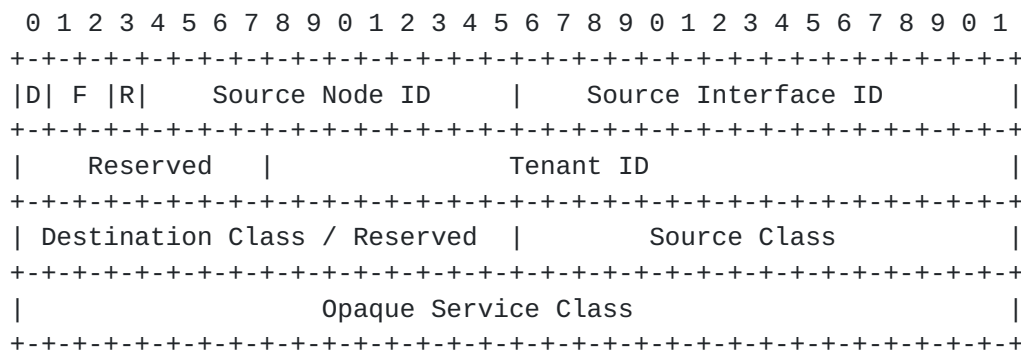 0 1 2 3 4 5 6 7 8 9 0 1 2 3 4 5 6 7 8 9 0 1 2 3 4 5 6 7 8 9 0 1
+-+-+-+-+-+-+-+-+-+-+-+-+-+-+-+-+-+-+-+-+-+-+-+-+-+-+-+-+-+-+-+-+
|D| F |R|    Source Node ID     |    Source Interface ID        |
+-+-+-+-+-+-+-+-+-+-+-+-+-+-+-+-+-+-+-+-+-+-+-+-+-+-+-+-+-+-+-+-+
|    Reserved   |               Tenant ID                       |
+-+-+-+-+-+-+-+-+-+-+-+-+-+-+-+-+-+-+-+-+-+-+-+-+-+-+-+-+-+-+-+-+
| Destination Class / Reserved  |        Source Class           |
+-+-+-+-+-+-+-+-+-+-+-+-+-+-+-+-+-+-+-+-+-+-+-+-+-+-+-+-+-+-+-+-+
|                   Opaque Service Class                        |
+-+-+-+-+-+-+-+-+-+-+-+-+-+-+-+-+-+-+-+-+-+-+-+-+-+-+-+-+-+-+-+-+